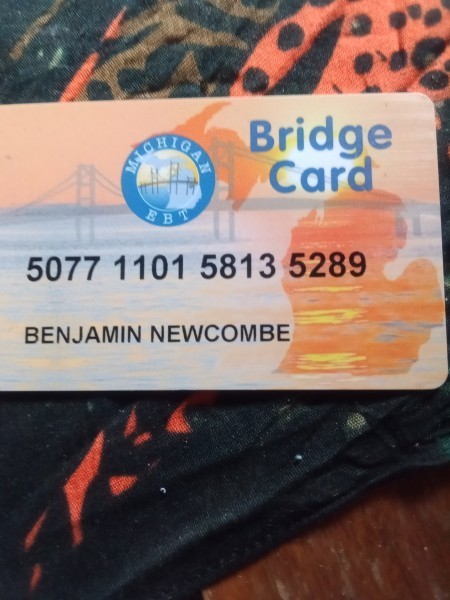 Bridge
Card
MICHIGAN
EBT
5077 1101 5813 5289
BENJAMIN NEWCOMBE